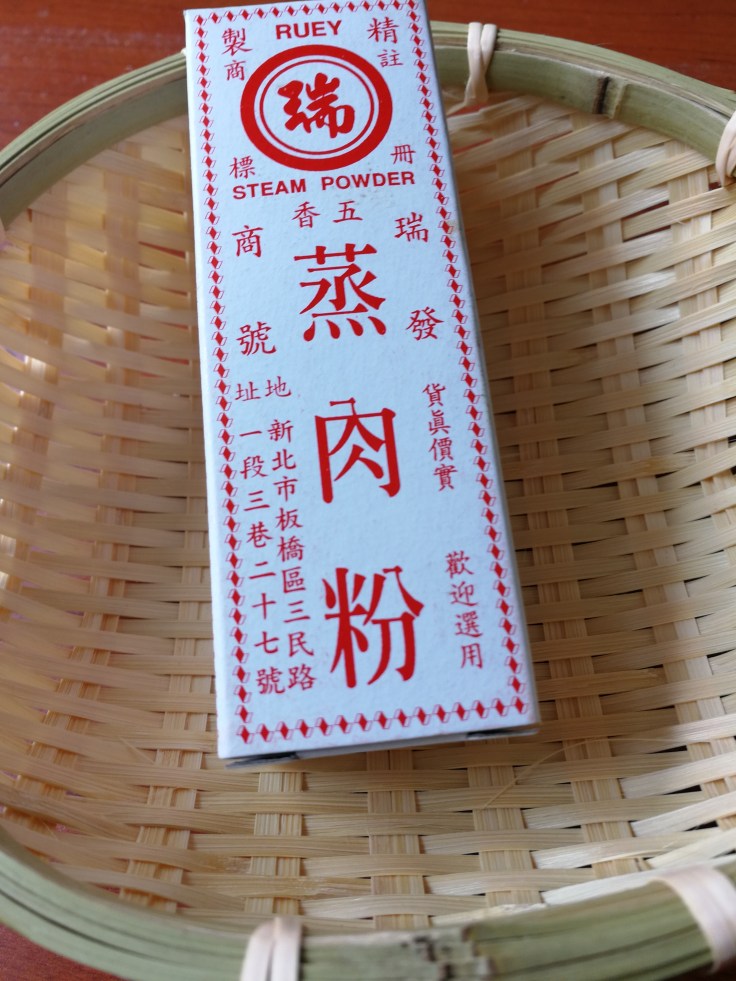 RUEY
精製
註冊
商標
瑞
STEAM POWDER
五香
蒸肉粉
瑞發
商號
貨真價實
歡迎選用
地址
新北市板橋區三民路
一段三巷二十七號